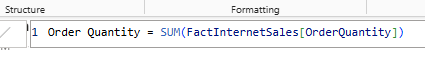 Structure
Formatting
1 Order Quantity = SUM(FactInternetSales[OrderQuantity])